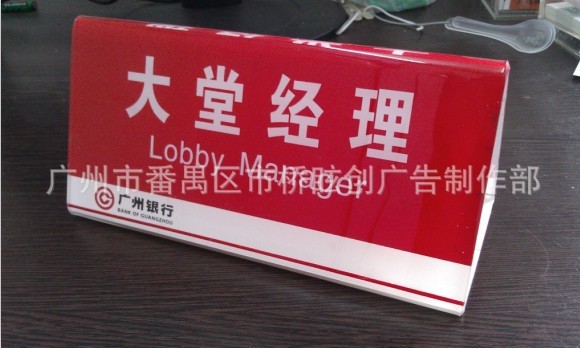 大堂经理
Lobby Manager
广州市番禺区市桥骏创广告制作部
广州银行
BANK OF GUANGZHOU